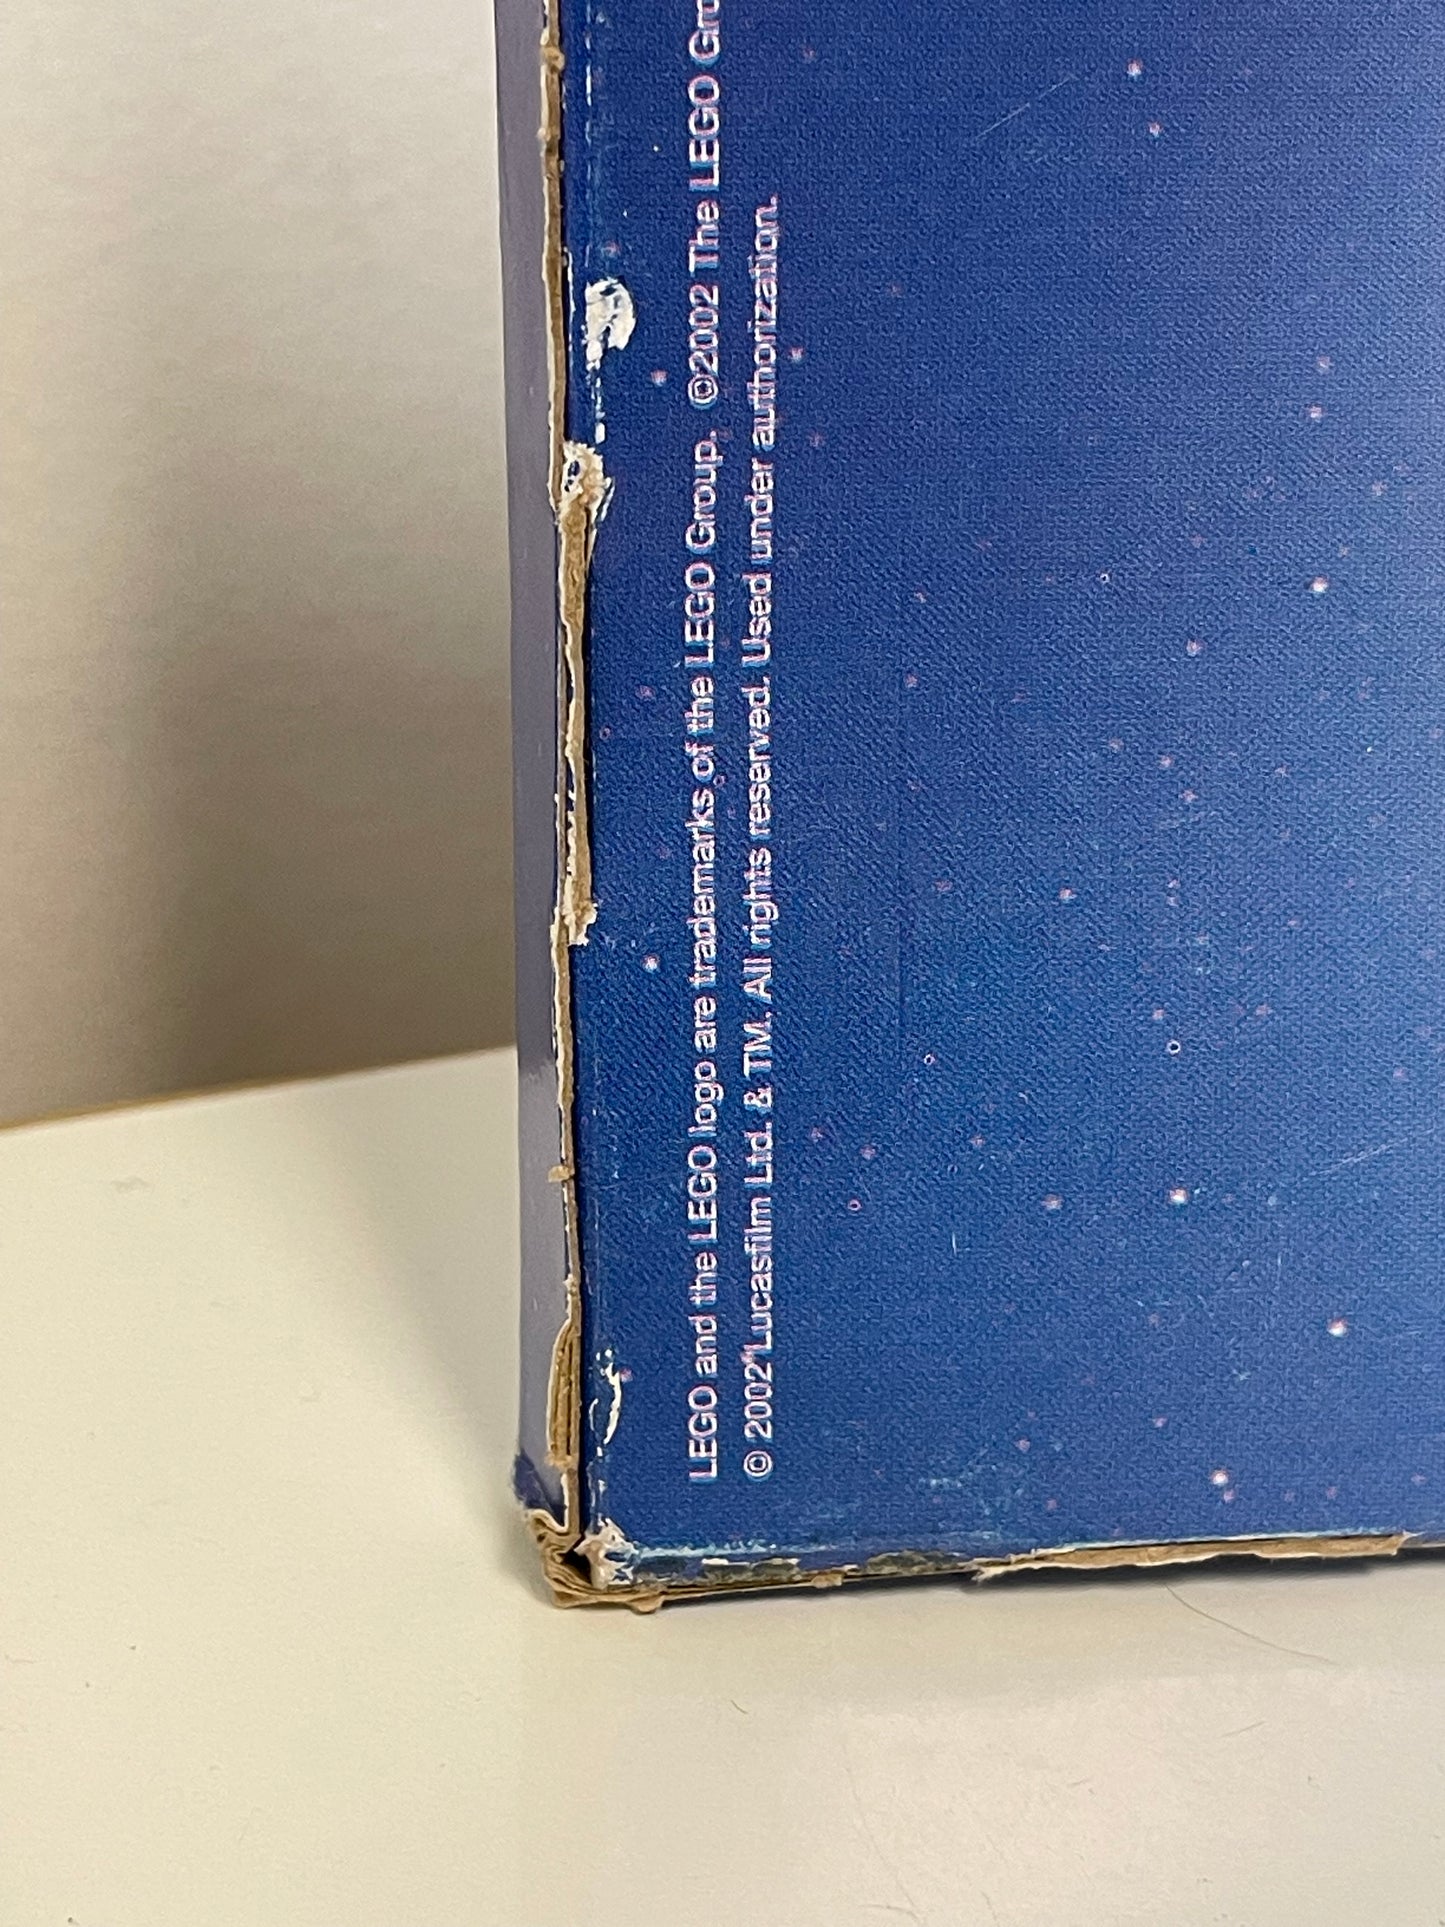 LEGO and the LEGO logo are trademarks of the LEGO Group. ©2002 The LEGO
© 2002 Lucasfilm Ltd. & TM. All rights reserved. Used under authorization.